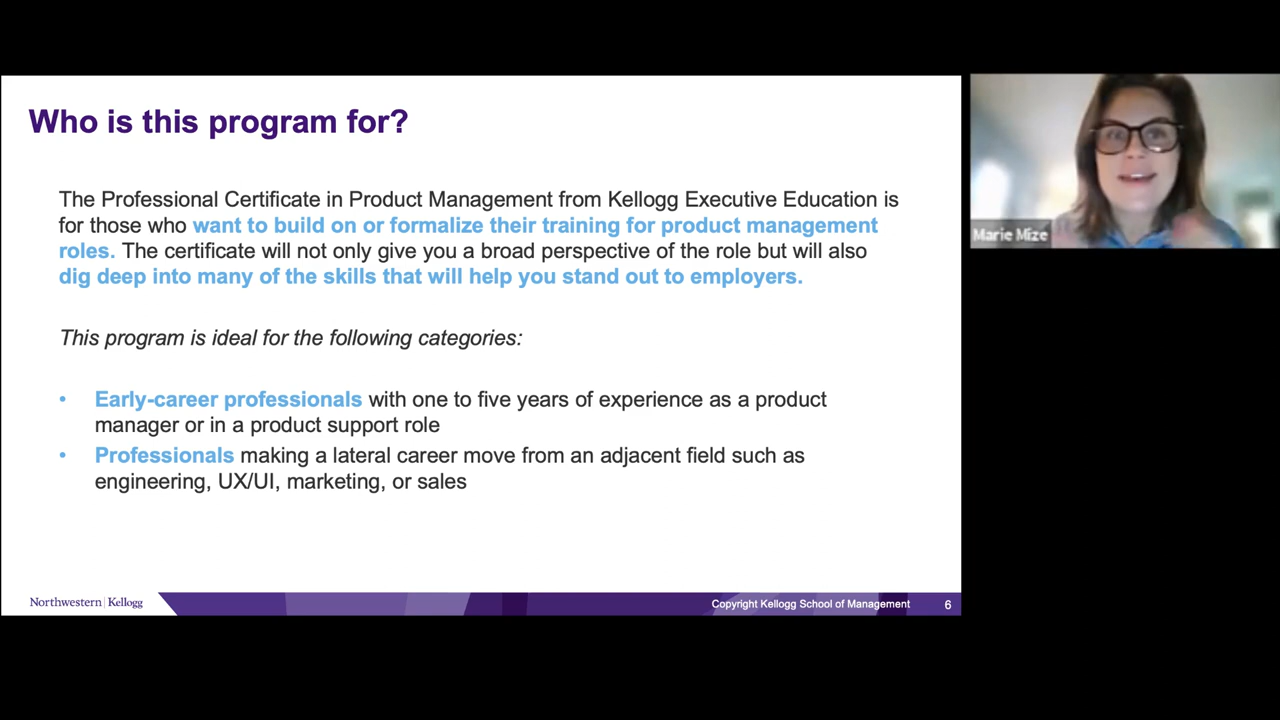 Who is this program for?
The Professional Certificate in Product Management from Kellogg Executive Education is
for those who want to build on or formalize their training for product management
roles. The certificate will not only give you a broad perspective of the role but will also
dig deep into many of the skills that will help you stand out to employers.
This program is ideal for the following categories:
• Early-career professionals with one to five years of experience as a product
manager or in a product support role
• Professionals making a lateral career move from an adjacent field such as
engineering, UX/UI, marketing, or sales
Northwestern | Kellogg
Copyright Kellogg School of Management 6
Marie Mize